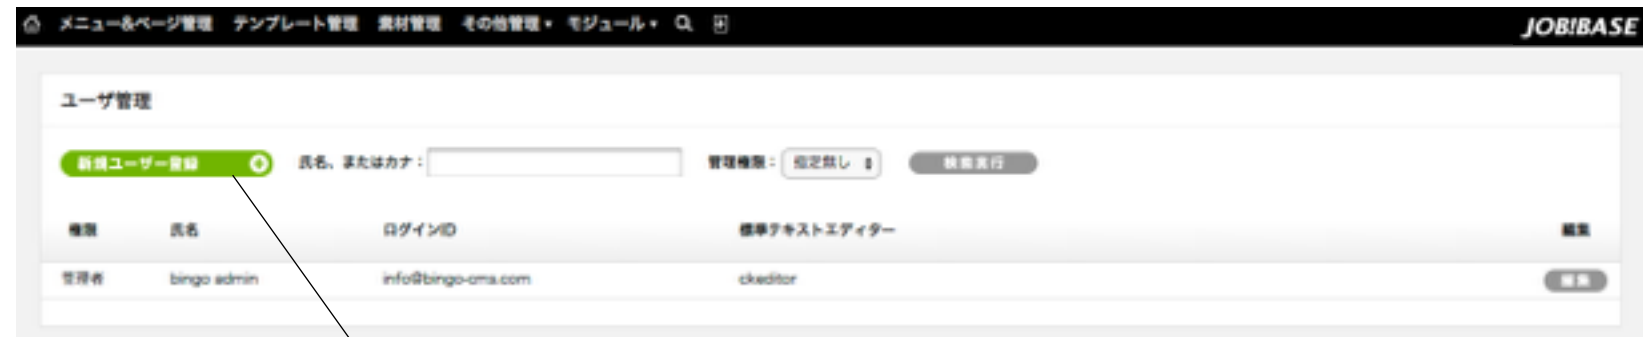 メニュー&ページ管理 テンプレート管理 素材管理 その他管理▾ モジュール▾
JOB!BASE
ユーザ管理
新規ユーザー登録 氏名、またはカナ： 管理権限： 指定無し 検索実行
権限 氏名 ログインID 標準テキストエディター 編集
管理者 bingo admin info@bingo-cms.com ckeditor 編集